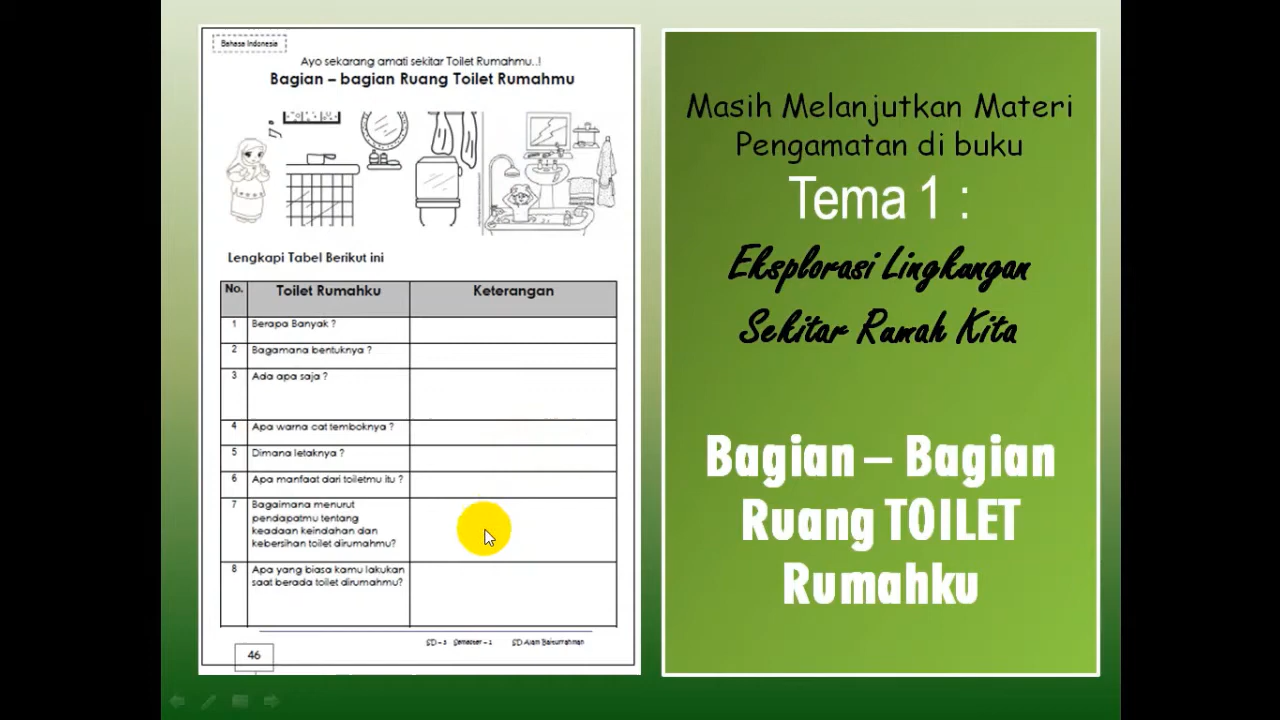 Bahasa Indonesia
Ayo sekarang amati sekitar Toilet Rumahmu..!
Bagian – bagian Ruang Toilet Rumahmu
Lengkapi Tabel Berikut ini
No. Toilet Rumahku Keterangan
1 Berapa Banyak ?
2 Bagamana bentuknya ?
3 Ada apa saja ?
4 Apa warna cat temboknya ?
5 Dimana letaknya ?
6 Apa manfaat dari toiletmu itu ?
7 Bagaimana menurut
pendapatmu tentang
keadaan keindahan dan
kebersihan toilet dirumahmu?
8 Apa yang biasa kamu lakukan
saat berada toilet dirumahmu?
Semester – 1 SD Alam Baiturrahman
46
Masih Melanjutkan Materi
Pengamatan di buku
Tema 1 :
Eksplorasi Lingkungan
Sekitar Rumah Kita
Bagian – Bagian
Ruang TOILET
Rumahku